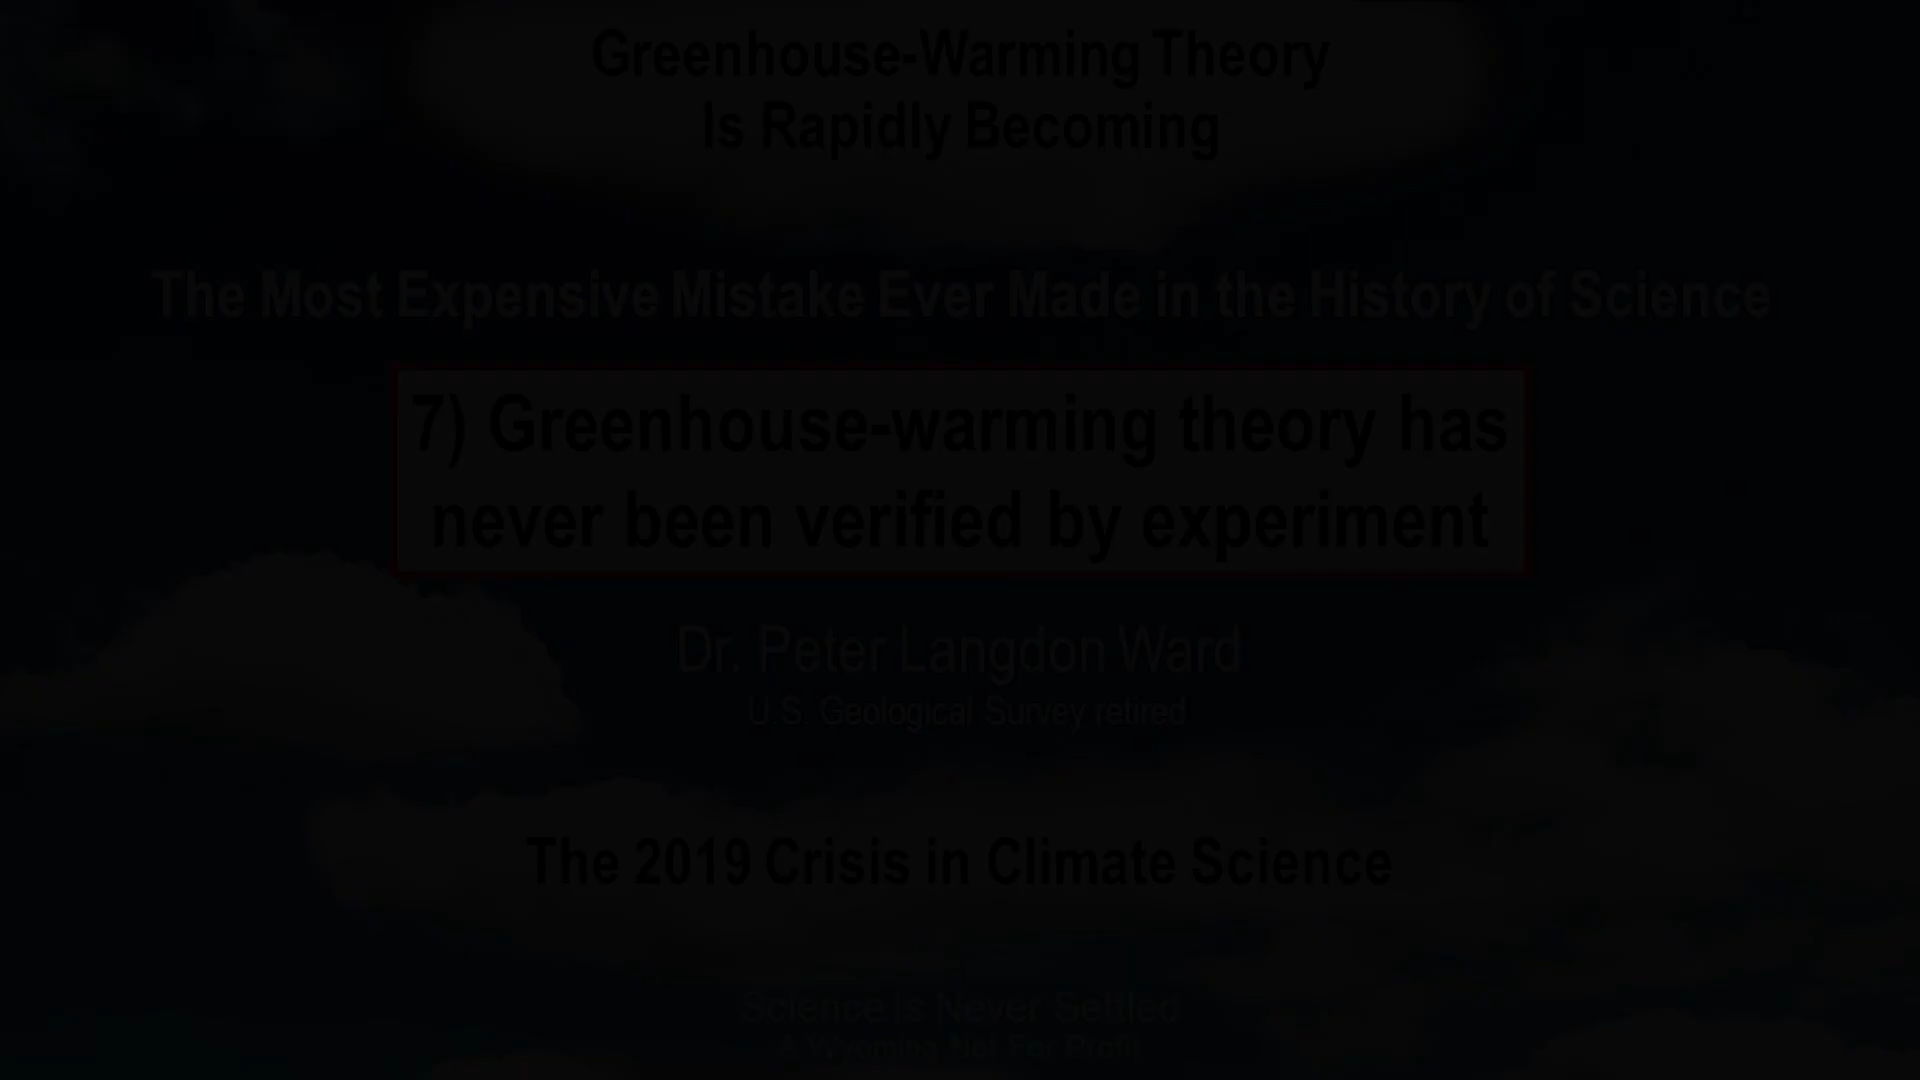 Greenhouse-Warming Theory
Is Rapidly Becoming
The Most Expensive Mistake Ever Made in the History of Science
7) Greenhouse-warming theory has
never been verified by experiment
Dr. Peter Langdon Ward
U.S. Geological Survey retired
The 2019 Crisis in Climate Science
Science Is Never Settled
A Wyoming Not For Profit